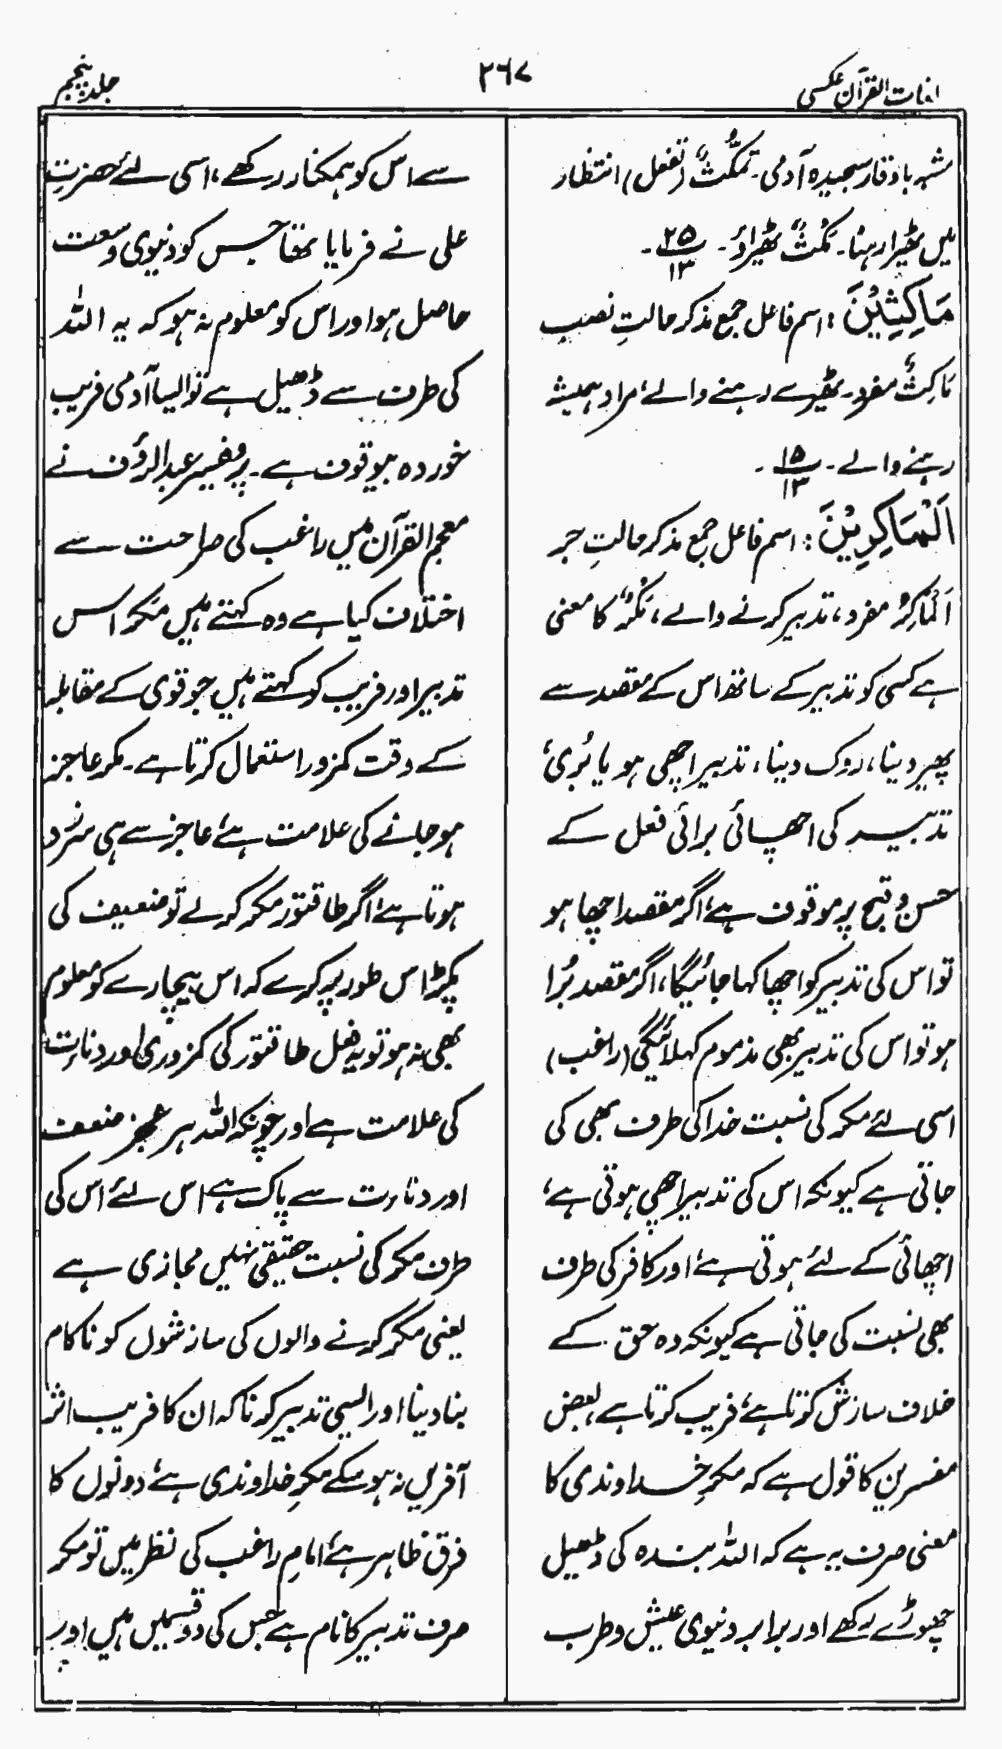 لغات القرآن عکسی
۲۶۷
جلد پنجم
مشہ باوقار سنجیدہ آدمی۔ تَمَکُّثٌ (تفعل) انتظار
میں ٹھیرا رہنا۔ مُکْثٌ ٹھیراؤ۔ ۲۵/۱۳۔
مَاکِثِیْنَ : اسم فاعل جمع مذکر حالتِ نصب
مَاکِثٌ مفرد۔ ٹھیرے رہنے والے، مراد ہمیشہ
رہنے والے۔ ۱۵/۱۳۔
اَلْمَاکِرِیْنَ : اسم فاعل جمع مذکر حالتِ جر
اَلْمَاکِرُ مفرد، تدبیر کرنے والے، مَکْرٌ کا معنی
ہے کسی کو تدبیر کے ساتھ اس کے مقصد سے
پھیر دینا، روک دینا، تدبیر اچھی ہو یا بُری،
تدبیر کی اچھائی برائی فعل کے
حسن و قبح پر موقوف ہے، اگر مقصد اچھا ہو
تو اس کی تدبیر کو اچھا کہا جائیگا، اگر مقصد بُرا
ہو تو اس کی تدبیر بھی مذموم کہلائیگی (راغب)
اسی لئے مکر کی نسبت خدا کی طرف بھی کی
جاتی ہے کیونکہ اس کی تدبیر اچھی ہوتی ہے،
اچھائی کے لئے ہوتی ہے، اور کافر کی طرف
بھی نسبت کی جاتی ہے کیونکہ وہ حق کے
خلاف سازش کرتا ہے، فریب کرتا ہے۔ بعض
مفسرین کا قول ہے کہ مکرِ خداوندی کا
معنی صرف یہ ہے کہ اللہ بندہ کی ڈھیل
چھوڑے رکھے اور برابر دنیوی عیش و طرب
سے اس کو ہمکنار رکھے، اسی لئے حضرت
علی نے فرمایا تھا جس کو دنیوی وسعت
حاصل ہو اور اس کو معلوم نہ ہو کہ یہ اللہ
کی طرف سے ڈھیل ہے تو ایسا آدمی فریب
خوردہ بیوقوف ہے۔ پروفیسر عبدالرؤف نے
معجم القرآن میں راغب کی صراحت سے
اختلاف کیا ہے وہ کہتے ہیں مَکر اس
تدبیر اور فریب کو کہتے ہیں جو قوی کے مقابلہ
کے وقت کمزور استعمال کرتا ہے۔ مکر عاجز
ہو جانے کی علامت ہے، عاجز سے ہی سرزد
ہوتا ہے، اگر طاقتور مکر کرلے تو ضعیف کی
پکڑ اس طور پر کرے کہ اس بیچارے کو معلوم
بھی نہ ہو تو یہ فعل طاقتور کی کمزوری اور دناءت
کی علامت ہے اور چونکہ اللہ ہر عجز ضعف
اور دناءت سے پاک ہے اس لئے اس کی
طرف مکر کی نسبت حقیقی نہیں مجازی ہے
یعنی مکر کرنے والوں کی سازشوں کو ناکام
بنا دینا اور ایسی تدبیر کہ تاکہ ان کا فریب اثر
آفریں نہ ہوسکے مکرِ خداوندی ہے، دونوں کا
فرق ظاہر ہے، امام راغب کی نظر میں تو مکر
صرف تدبیر کا نام ہے جس کی دو قسمیں ہیں اور